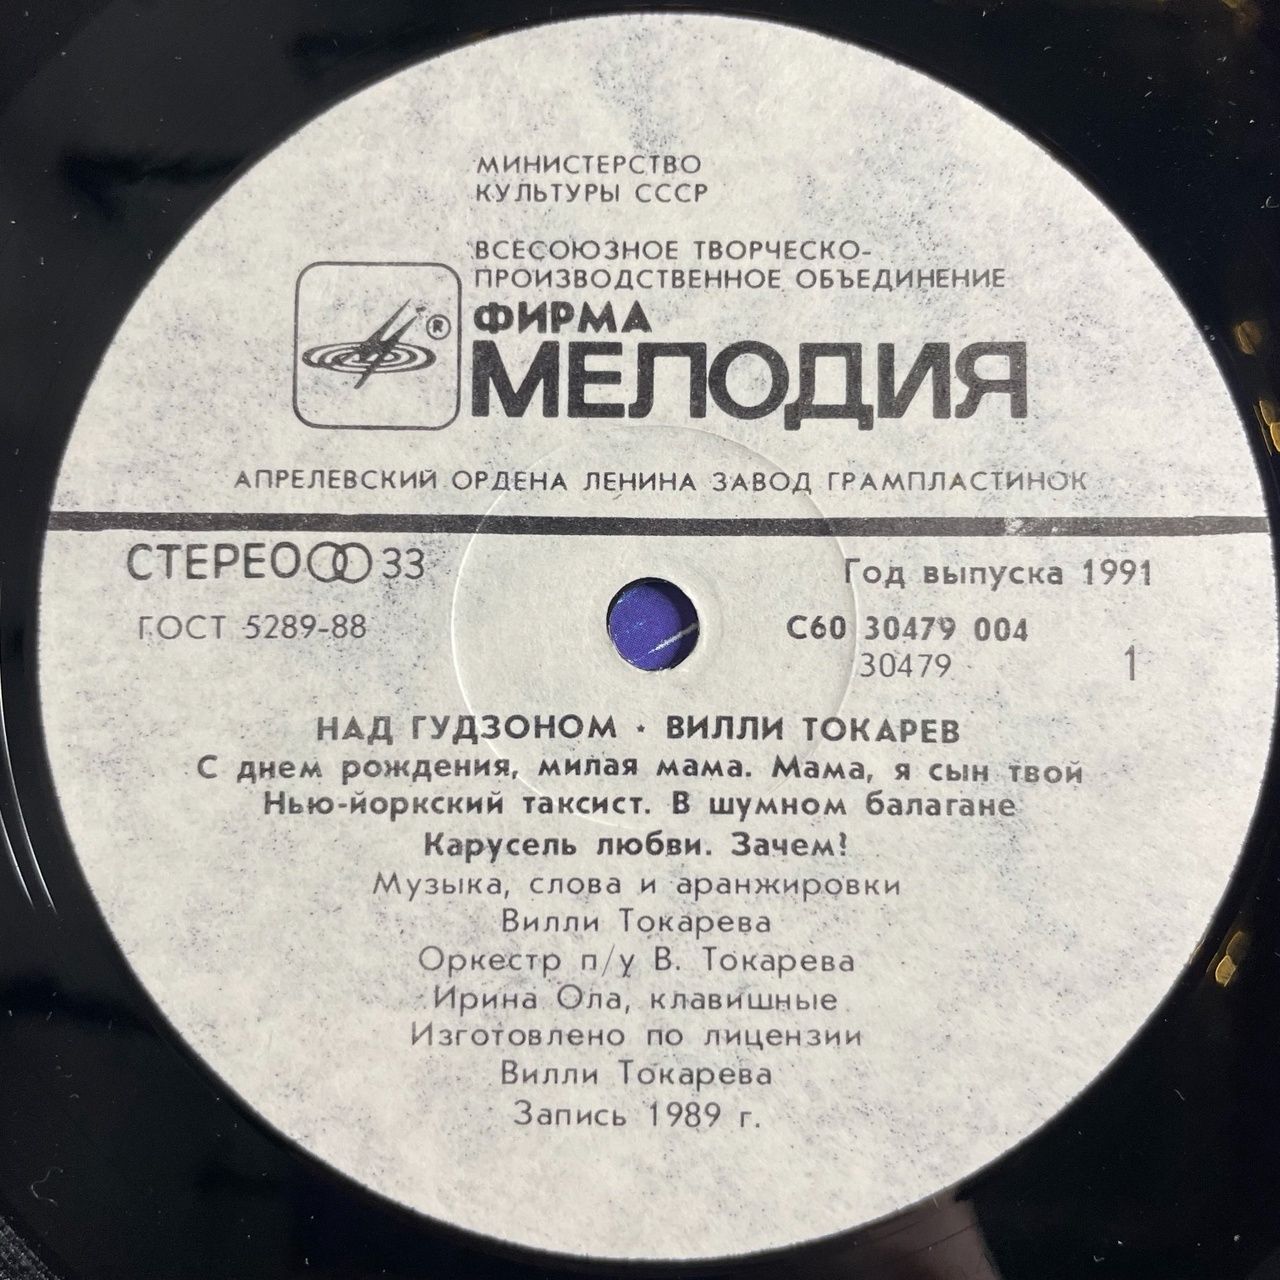 МИНИСТЕРСТВО
КУЛЬТУРЫ СССР
ВСЕСОЮЗНОЕ ТВОРЧЕСКО-
ПРОИЗВОДСТВЕННОЕ ОБЪЕДИНЕНИЕ
ФИРМА
®
МЕЛОДИЯ
АПРЕЛЕВСКИЙ ОРДЕНА ЛЕНИНА ЗАВОД ГРАМПЛАСТИНОК
СТЕРЕО 33
Год выпуска 1991
ГОСТ 5289-88
С60 30479 004
30479
1
НАД ГУДЗОНОМ · ВИЛЛИ ТОКАРЕВ
С днем рождения, милая мама. Мама, я сын твой
Нью-йоркский таксист. В шумном балагане
Карусель любви. Зачем?
Музыка, слова и аранжировки
Вилли Токарева
Оркестр п/у В. Токарева
Ирина Ола, клавишные
Изготовлено по лицензии
Вилли Токарева
Запись 1989 г.